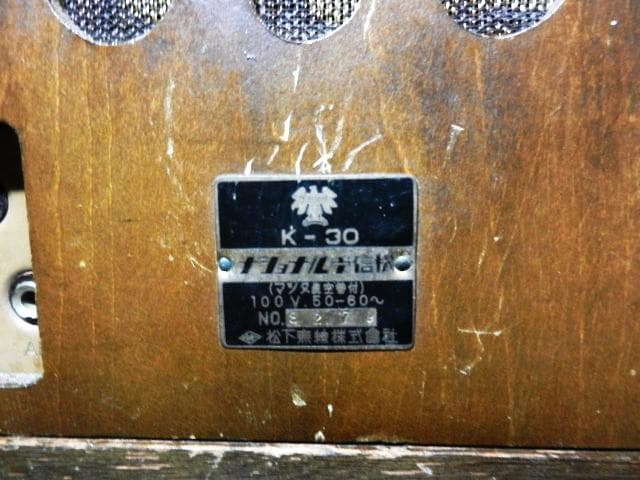 K-30
ナショナル受信機
(マツダ真空管付)
100V. 50-60~
NO.
松下無線株式會社